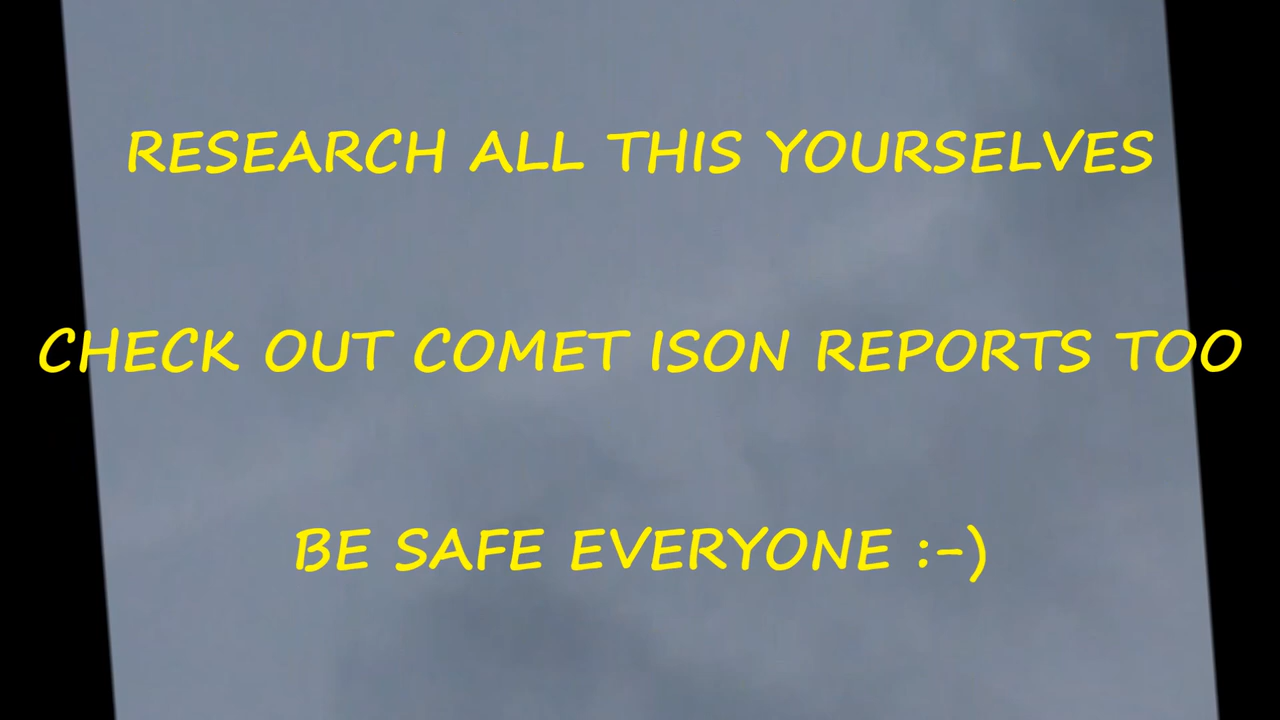 RESEARCH ALL THIS YOURSELVES
CHECK OUT COMET ISON REPORTS TOO
BE SAFE EVERYONE :-)